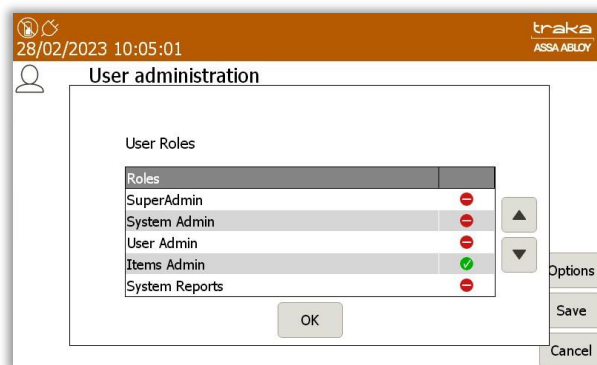 traka
28/02/2023 10:05:01
ASSA ABLOY
User administration
User Roles
Roles
SuperAdmin
System Admin
User Admin
Items Admin
System Reports
OK
Options
Save
Cancel